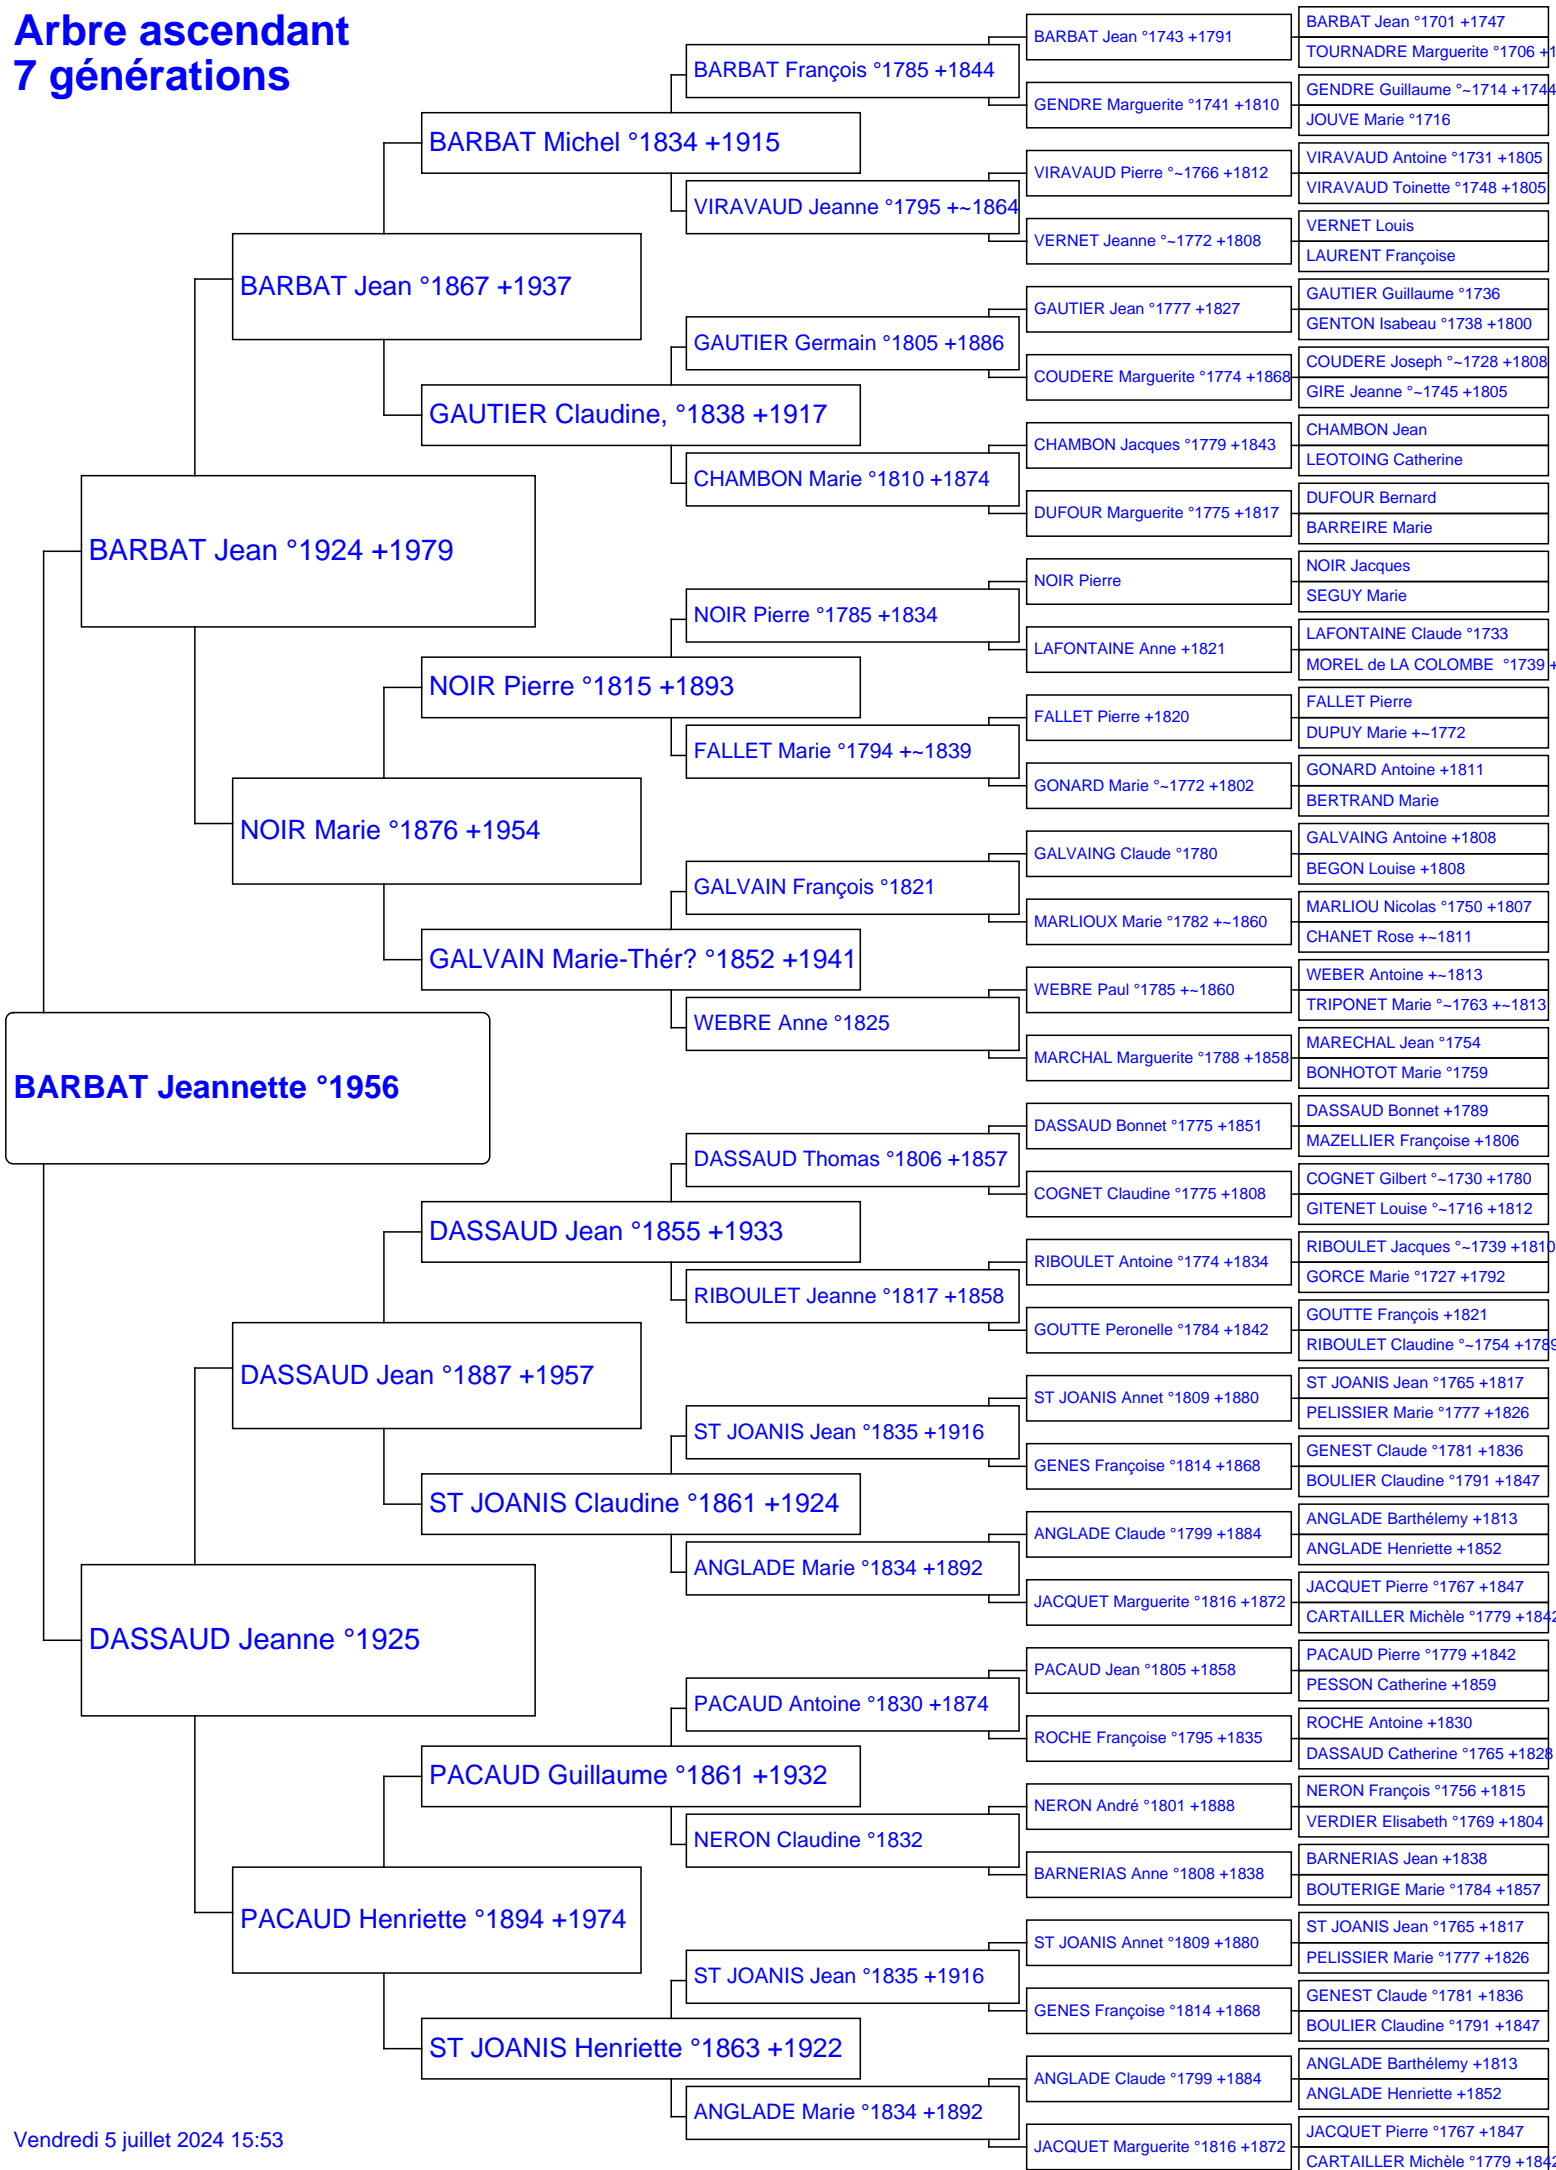 Arbre ascendant
7 générations
BARBAT Jeannette °1956
BARBAT Jean °1924 +1979
DASSAUD Jeanne °1925
BARBAT Jean °1867 +1937
NOIR Marie °1876 +1954
DASSAUD Jean °1887 +1957
PACAUD Henriette °1894 +1974
BARBAT Michel °1834 +1915
GAUTIER Claudine, °1838 +1917
NOIR Pierre °1815 +1893
GALVAIN Marie-Thér? °1852 +1941
DASSAUD Jean °1855 +1933
ST JOANIS Claudine °1861 +1924
PACAUD Guillaume °1861 +1932
ST JOANIS Henriette °1863 +1922
BARBAT François °1785 +1844
VIRAVAUD Jeanne °1795 +~1864
GAUTIER Germain °1805 +1886
CHAMBON Marie °1810 +1874
NOIR Pierre °1785 +1834
FALLET Marie °1794 +~1839
GALVAIN François °1821
WEBRE Anne °1825
DASSAUD Thomas °1806 +1857
RIBOULET Jeanne °1817 +1858
ST JOANIS Jean °1835 +1916
ANGLADE Marie °1834 +1892
PACAUD Antoine °1830 +1874
NERON Claudine °1832
ST JOANIS Jean °1835 +1916
ANGLADE Marie °1834 +1892
BARBAT Jean °1743 +1791
GENDRE Marguerite °1741 +1810
VIRAVAUD Pierre °~1766 +1812
VERNET Jeanne °~1772 +1808
GAUTIER Jean °1777 +1827
COUDERE Marguerite °1774 +1868
CHAMBON Jacques °1779 +1843
DUFOUR Marguerite °1775 +1817
NOIR Pierre
LAFONTAINE Anne +1821
FALLET Pierre +1820
GONARD Marie °~1772 +1802
GALVAING Claude °1780
MARLIOUX Marie °1782 +~1860
WEBRE Paul °1785 +~1860
MARCHAL Marguerite °1788 +1858
DASSAUD Bonnet °1775 +1851
COGNET Claudine °1775 +1808
RIBOULET Antoine °1774 +1834
GOUTTE Peronelle °1784 +1842
ST JOANIS Annet °1809 +1880
GENES Françoise °1814 +1868
ANGLADE Claude °1799 +1884
JACQUET Marguerite °1816 +1872
PACAUD Jean °1805 +1858
ROCHE Françoise °1795 +1835
NERON André °1801 +1888
BARNERIAS Anne °1808 +1838
ST JOANIS Annet °1809 +1880
GENES Françoise °1814 +1868
ANGLADE Claude °1799 +1884
JACQUET Marguerite °1816 +1872
BARBAT Jean °1701 +1747
TOURNADRE Marguerite °1706 +1
GENDRE Guillaume °~1714 +1744
JOUVE Marie °1716
VIRAVAUD Antoine °1731 +1805
VIRAVAUD Toinette °1748 +1805
VERNET Louis
LAURENT Françoise
GAUTIER Guillaume °1736
GENTON Isabeau °1738 +1800
COUDERE Joseph °~1728 +1808
GIRE Jeanne °~1745 +1805
CHAMBON Jean
LEOTOING Catherine
DUFOUR Bernard
BARREIRE Marie
NOIR Jacques
SEGUY Marie
LAFONTAINE Claude °1733
MOREL de LA COLOMBE °1739 +
FALLET Pierre
DUPUY Marie +~1772
GONARD Antoine +1811
BERTRAND Marie
GALVAING Antoine +1808
BEGON Louise +1808
MARLIOU Nicolas °1750 +1807
CHANET Rose +~1811
WEBER Antoine +~1813
TRIPONET Marie °~1763 +~1813
MARECHAL Jean °1754
BONHOTOT Marie °1759
DASSAUD Bonnet +1789
MAZELLIER Françoise +1806
COGNET Gilbert °~1730 +1780
GITENET Louise °~1716 +1812
RIBOULET Jacques °~1739 +1810
GORCE Marie °1727 +1792
GOUTTE François +1821
RIBOULET Claudine °~1754 +1789
ST JOANIS Jean °1765 +1817
PELISSIER Marie °1777 +1826
GENEST Claude °1781 +1836
BOULIER Claudine °1791 +1847
ANGLADE Barthélemy +1813
ANGLADE Henriette +1852
JACQUET Pierre °1767 +1847
CARTAILLER Michèle °1779 +1842
PACAUD Pierre °1779 +1842
PESSON Catherine +1859
ROCHE Antoine +1830
DASSAUD Catherine °1765 +1828
NERON François °1756 +1815
VERDIER Elisabeth °1769 +1804
BARNERIAS Jean +1838
BOUTERIGE Marie °1784 +1857
ST JOANIS Jean °1765 +1817
PELISSIER Marie °1777 +1826
GENEST Claude °1781 +1836
BOULIER Claudine °1791 +1847
ANGLADE Barthélemy +1813
ANGLADE Henriette +1852
JACQUET Pierre °1767 +1847
CARTAILLER Michèle °1779 +1842
Vendredi 5 juillet 2024 15:53